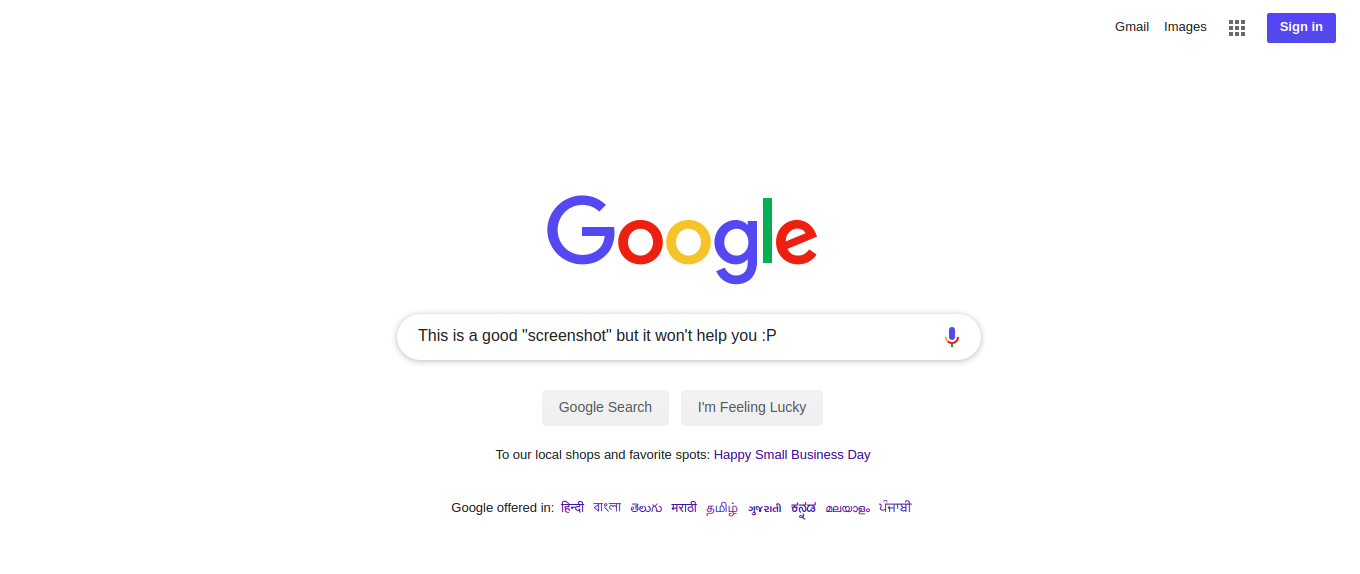 Gmail Images Sign in
Google
This is a good "screenshot" but it won't help you :P
Google Search I'm Feeling Lucky
To our local shops and favorite spots: Happy Small Business Day
Google offered in: हिन्दी বাংলা తెలుగు मराठी தமிழ் ગુજરાતી ಕನ್ನಡ മലയാളം ਪੰਜਾਬੀ